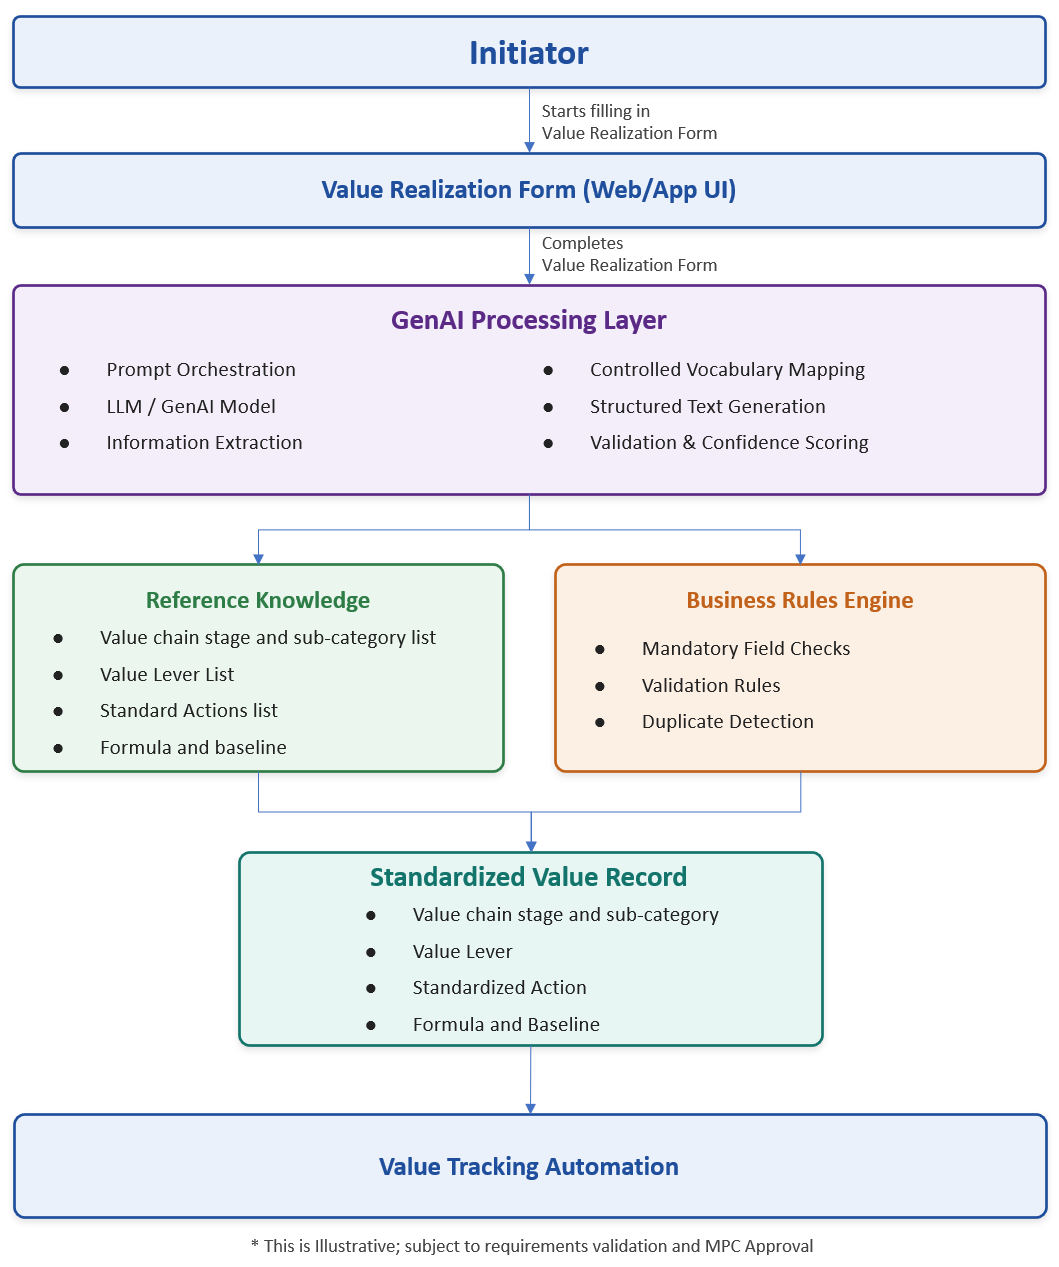 Initiator
Starts filling in
Value Realization Form
Value Realization Form (Web/App UI)
Completes
Value Realization Form
GenAI Processing Layer
● Prompt Orchestration
● LLM / GenAI Model
● Information Extraction
● Controlled Vocabulary Mapping
● Structured Text Generation
● Validation & Confidence Scoring
Reference Knowledge
● Value chain stage and sub-category list
● Value Lever List
● Standard Actions list
● Formula and baseline
Business Rules Engine
● Mandatory Field Checks
● Validation Rules
● Duplicate Detection
Standardized Value Record
● Value chain stage and sub-category
● Value Lever
● Standardized Action
● Formula and Baseline
Value Tracking Automation
* This is Illustrative; subject to requirements validation and MPC Approval